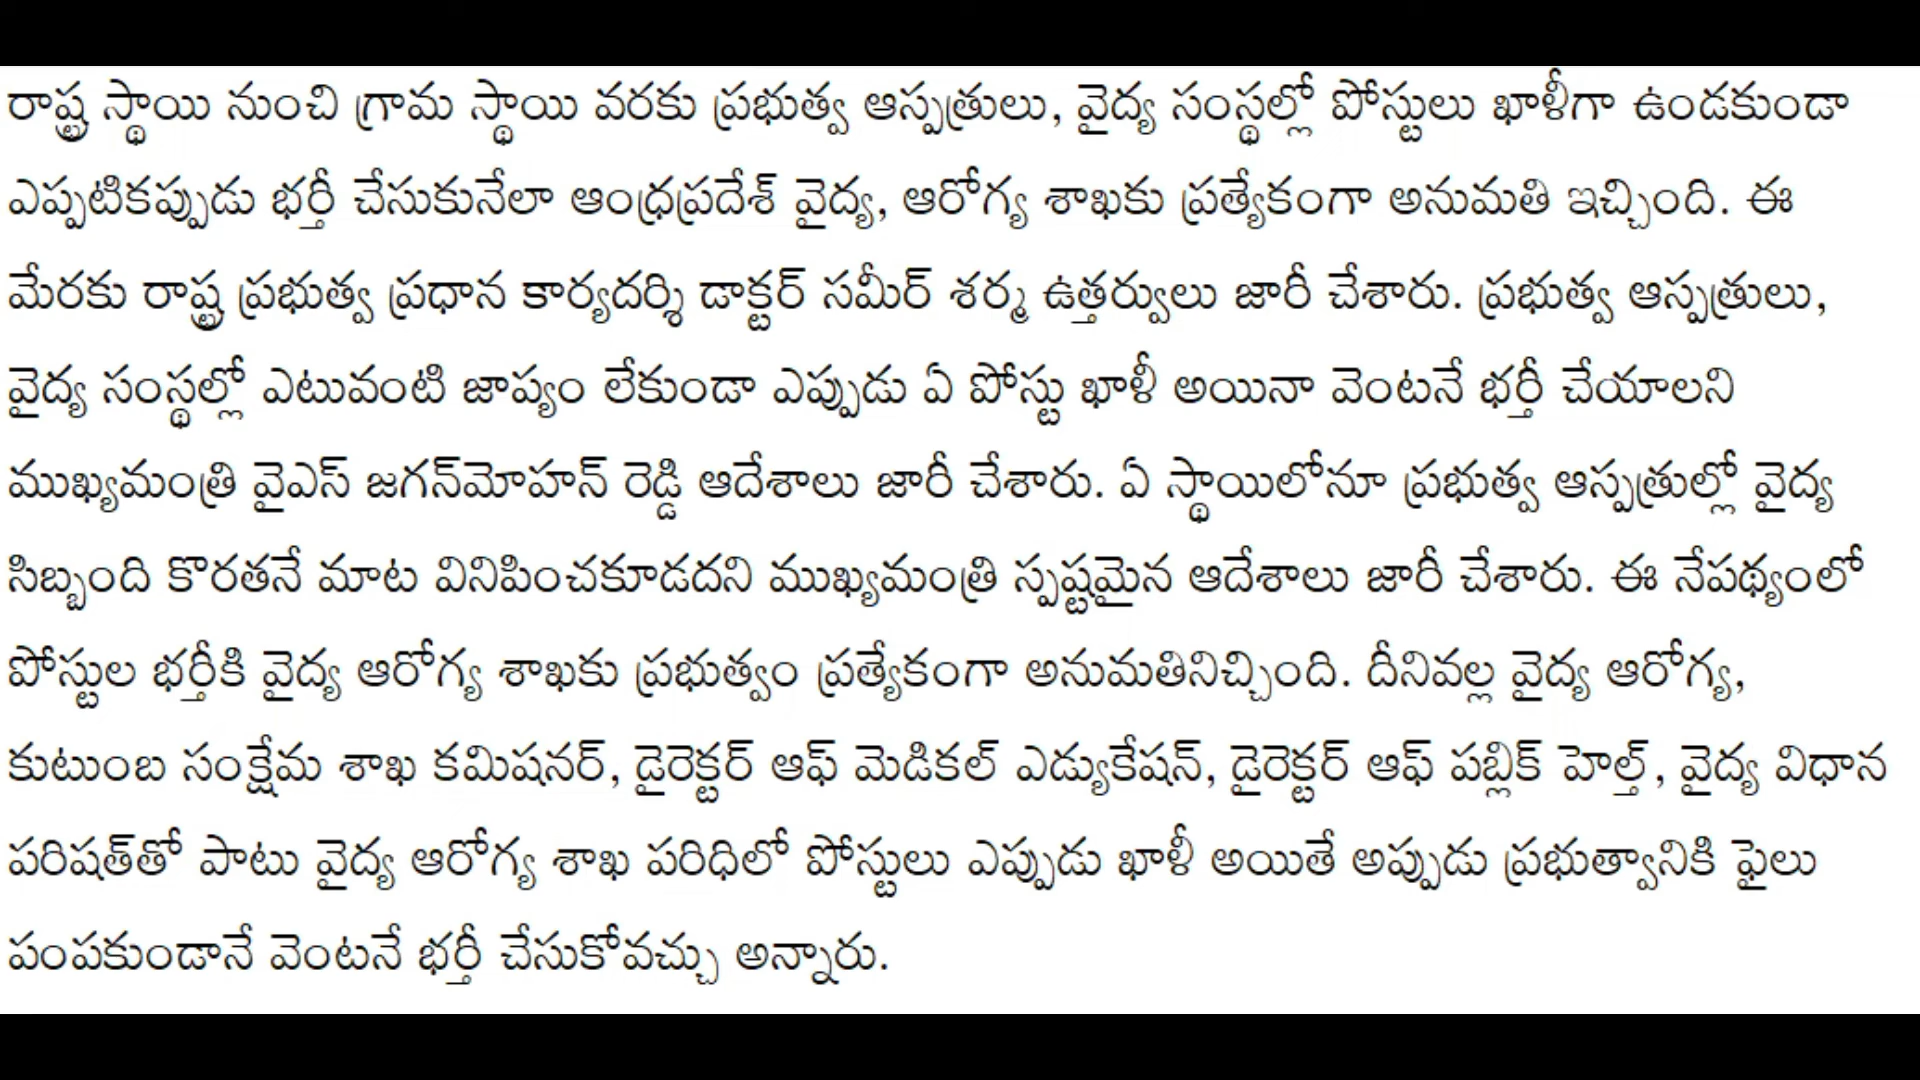 రాష్ట్ర స్థాయి నుంచి గ్రామ స్థాయి వరకు ప్రభుత్వ ఆస్పత్రులు, వైద్య సంస్థల్లో పోస్టులు ఖాళీగా ఉండకుండా
ఎప్పటికప్పుడు భర్తీ చేసుకునేలా ఆంధ్రప్రదేశ్ వైద్య, ఆరోగ్య శాఖకు ప్రత్యేకంగా అనుమతి ఇచ్చింది. ఈ
మేరకు రాష్ట్ర ప్రభుత్వ ప్రధాన కార్యదర్శి డాక్టర్ సమీర్ శర్మ ఉత్తర్వులు జారీ చేశారు. ప్రభుత్వ ఆస్పత్రులు,
వైద్య సంస్థల్లో ఎటువంటి జాప్యం లేకుండా ఎప్పుడు ఏ పోస్టు ఖాళీ అయినా వెంటనే భర్తీ చేయాలని
ముఖ్యమంత్రి వైఎస్ జగన్‌మోహన్ రెడ్డి ఆదేశాలు జారీ చేశారు. ఏ స్థాయిలోనూ ప్రభుత్వ ఆస్పత్రుల్లో వైద్య
సిబ్బంది కొరతనే మాట వినిపించకూడదని ముఖ్యమంత్రి స్పష్టమైన ఆదేశాలు జారీ చేశారు. ఈ నేపథ్యంలో
పోస్టుల భర్తీకి వైద్య ఆరోగ్య శాఖకు ప్రభుత్వం ప్రత్యేకంగా అనుమతినిచ్చింది. దీనివల్ల వైద్య ఆరోగ్య,
కుటుంబ సంక్షేమ శాఖ కమిషనర్, డైరెక్టర్ ఆఫ్ మెడికల్ ఎడ్యుకేషన్, డైరెక్టర్ ఆఫ్ పబ్లిక్ హెల్త్, వైద్య విధాన
పరిషత్‌తో పాటు వైద్య ఆరోగ్య శాఖ పరిధిలో పోస్టులు ఎప్పుడు ఖాళీ అయితే అప్పుడు ప్రభుత్వానికి ఫైలు
పంపకుండానే వెంటనే భర్తీ చేసుకోవచ్చు అన్నారు.